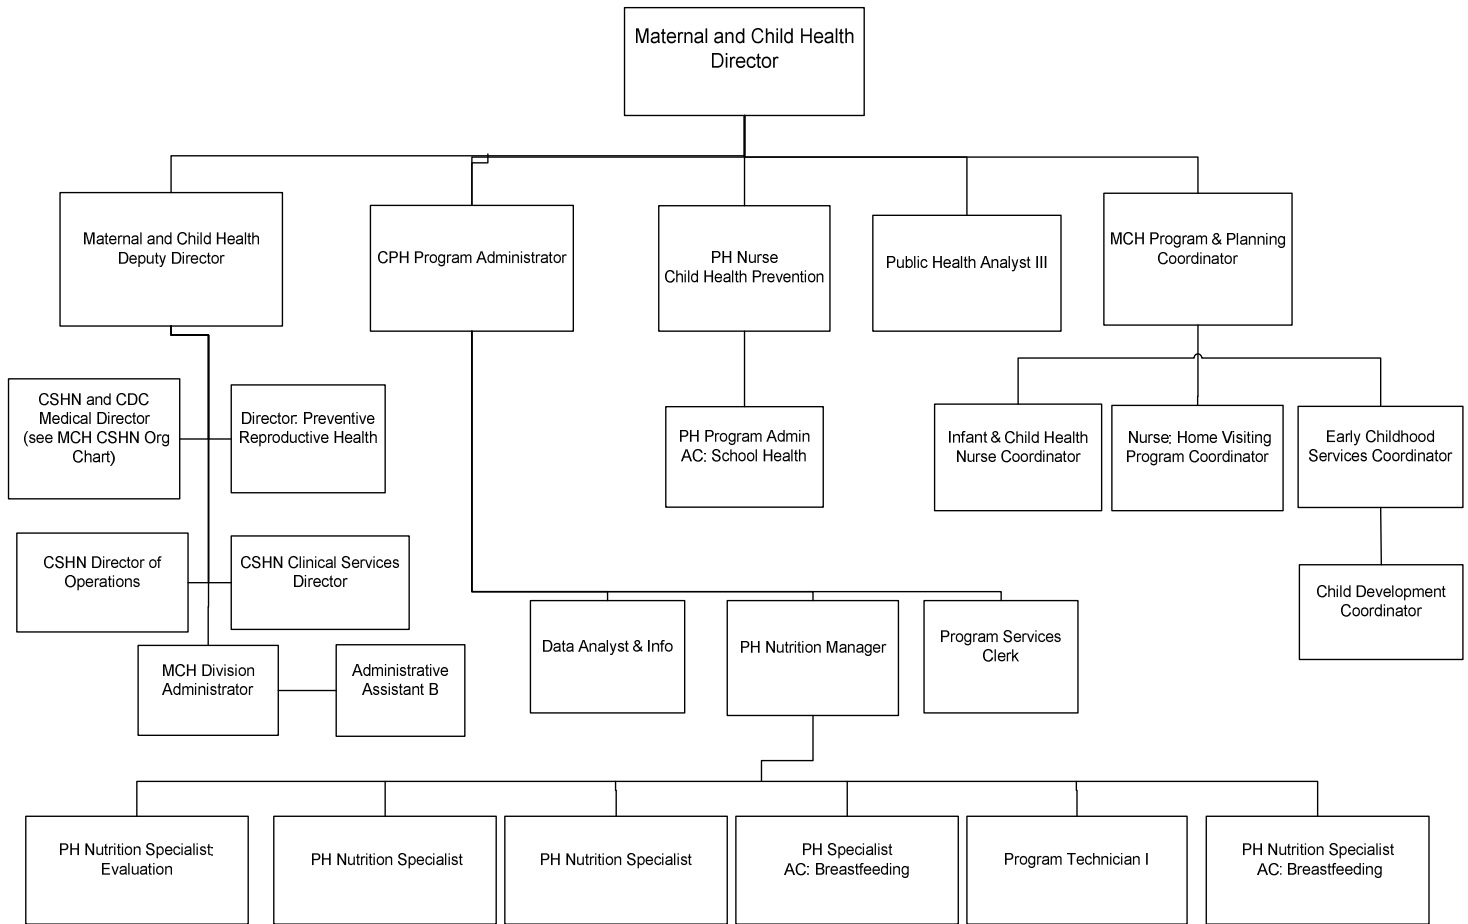 Maternal and Child Health
Director
Maternal and Child Health
Deputy Director
CPH Program Administrator
PH Nurse
Child Health Prevention
Public Health Analyst III
MCH Program & Planning
Coordinator
CSHN and CDC
Medical Director
(see MCH CSHN Org
Chart)
Director: Preventive
Reproductive Health
PH Program Admin
AC: School Health
Infant & Child Health
Nurse Coordinator
Nurse: Home Visiting
Program Coordinator
Early Childhood
Services Coordinator
CSHN Director of
Operations
CSHN Clinical Services
Director
Child Development
Coordinator
MCH Division
Administrator
Administrative
Assistant B
Data Analyst & Info
PH Nutrition Manager
Program Services
Clerk
PH Nutrition Specialist:
Evaluation
PH Nutrition Specialist
PH Nutrition Specialist
PH Specialist
AC: Breastfeeding
Program Technician I
PH Nutrition Specialist
AC: Breastfeeding